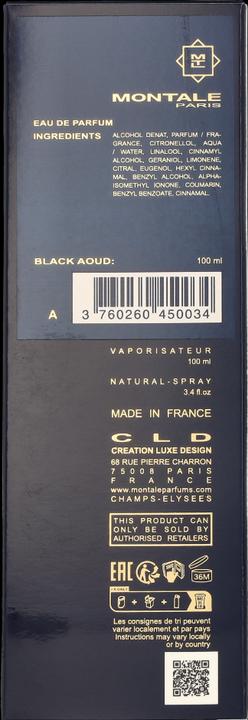 MONTALE
PARIS
EAU DE PARFUM
INGREDIENTS
ALCOHOL DENAT, PARFUM / FRA-
GRANCE, CITRONELLOL, AQUA
/ WATER, LINALOOL, CINNAMYL
ALCOHOL, GERANIOL, LIMONENE,
CITRAL, EUGENOL, HEXYL CINNA-
MAL, BENZYL ALCOHOL, ALPHA-
ISOMETHYL IONONE, COUMARIN,
BENZYL BENZOATE, CINNAMAL.
BLACK AOUD: 100 ml
A 3 760260 450034
VAPORISATEUR
100 ml
NATURAL-SPRAY
3.4 fl.oz
MADE IN FRANCE
CLD
CREATION LUXE DESIGN
68 RUE PIERRE CHARRON
75008 PARIS
FRANCE
www.montaleparfums.com
CHAMPS-ELYSEES
THIS PRODUCT CAN
ONLY BE SOLD BY
AUTHORISED RETAILERS
EAC
36M
Les consignes de tri peuvent
varier localement et par pays
Instructions may vary locally
or by country